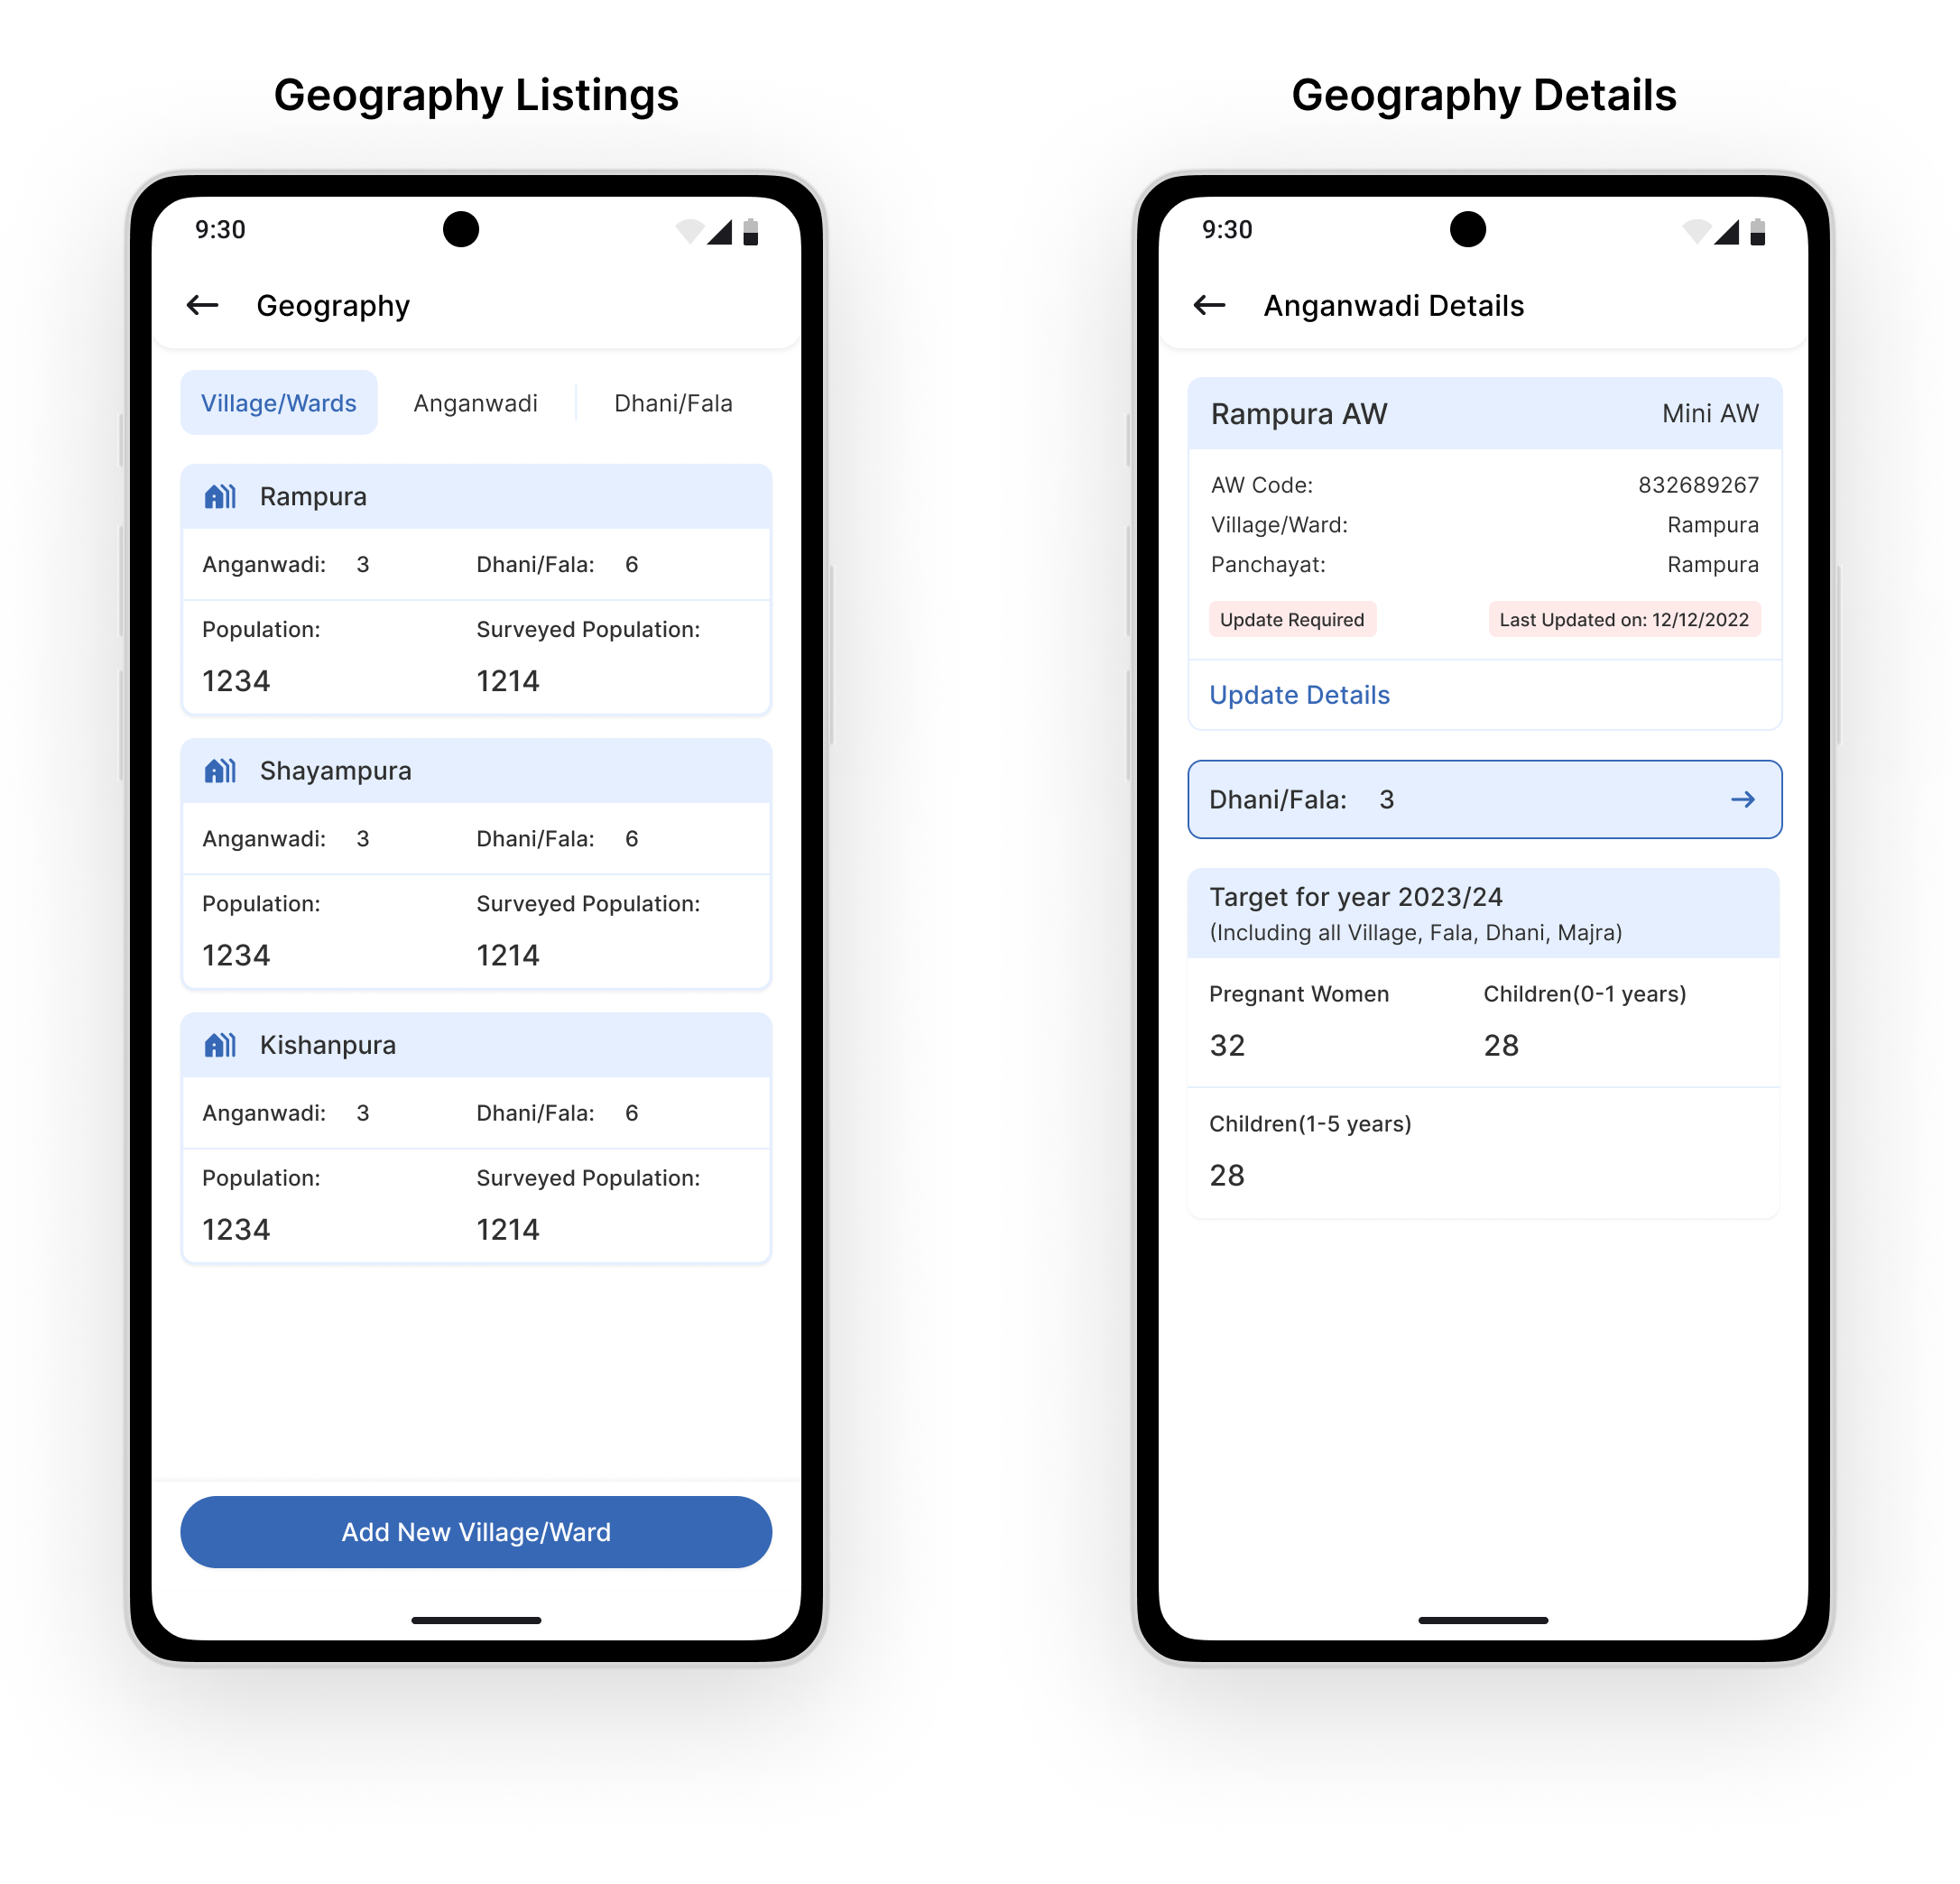 Geography Listings
9:30
Geography
Village/Wards Anganwadi Dhani/Fala
Rampura
Anganwadi: 3 Dhani/Fala: 6
Population: Surveyed Population:
1234 1214
Shayampura
Anganwadi: 3 Dhani/Fala: 6
Population: Surveyed Population:
1234 1214
Kishanpura
Anganwadi: 3 Dhani/Fala: 6
Population: Surveyed Population:
1234 1214
Add New Village/Ward
Geography Details
9:30
Anganwadi Details
Rampura AW Mini AW
AW Code: 832689267
Village/Ward: Rampura
Panchayat: Rampura
Update Required Last Updated on: 12/12/2022
Update Details
Dhani/Fala: 3
Target for year 2023/24
(Including all Village, Fala, Dhani, Majra)
Pregnant Women Children(0-1 years)
32 28
Children(1-5 years)
28